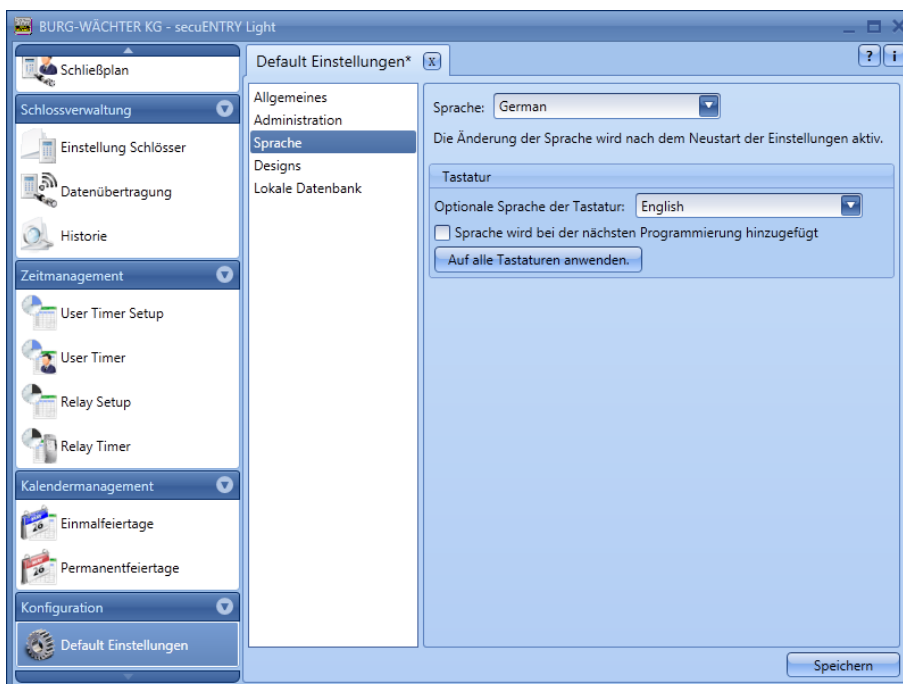 BURG-WÄCHTER KG - secuENTRY Light
Schließplan
Schlossverwaltung
Einstellung Schlösser
Datenübertragung
Historie
Zeitmanagement
User Timer Setup
User Timer
Relay Setup
Relay Timer
Kalendermanagement
Einmalfeiertage
Permanentfeiertage
Konfiguration
Default Einstellungen
Default Einstellungen* x
? i
Allgemeines
Administration
Sprache
Designs
Lokale Datenbank
Sprache: German
Die Änderung der Sprache wird nach dem Neustart der Einstellungen aktiv.
Tastatur
Optionale Sprache der Tastatur: English
Sprache wird bei der nächsten Programmierung hinzugefügt
Auf alle Tastaturen anwenden.
Speichern